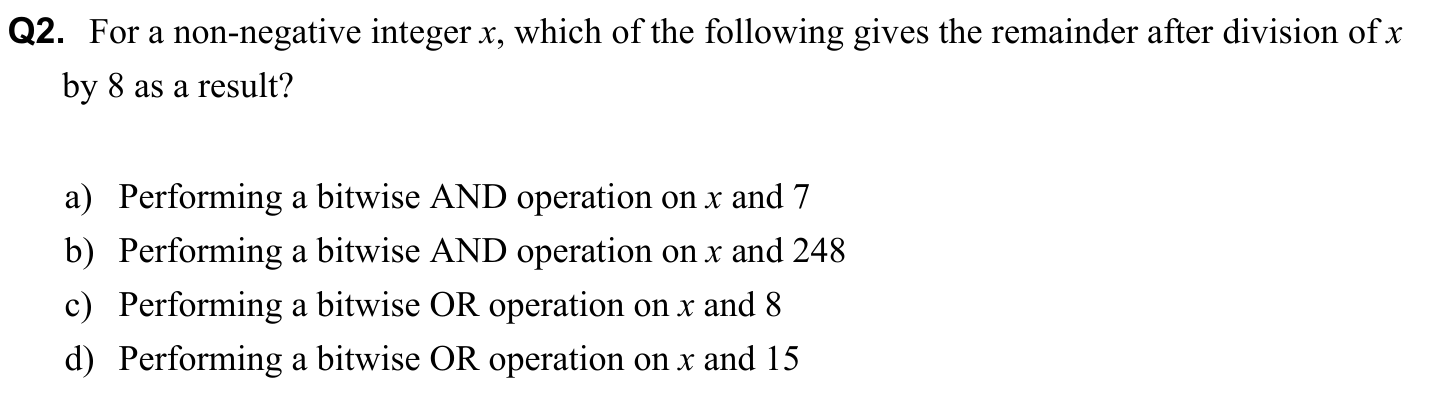 Q2. For a non-negative integer x, which of the following gives the remainder after division of x
by 8 as a result?
a) Performing a bitwise AND operation on x and 7
b) Performing a bitwise AND operation on x and 248
c) Performing a bitwise OR operation on x and 8
d) Performing a bitwise OR operation on x and 15